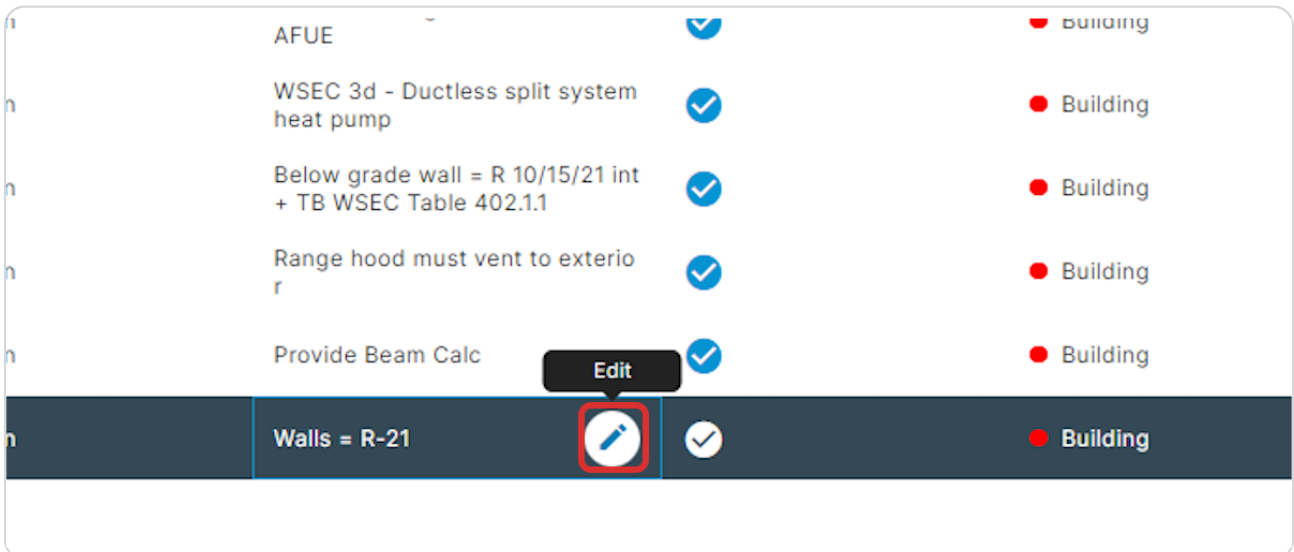 AFUE
Building
WSEC 3d - Ductless split system
heat pump
Building
Below grade wall = R 10/15/21 int
+ TB WSEC Table 402.1.1
Building
Range hood must vent to exterio
r
Building
Provide Beam Calc
Building
Edit
Walls = R-21
Building